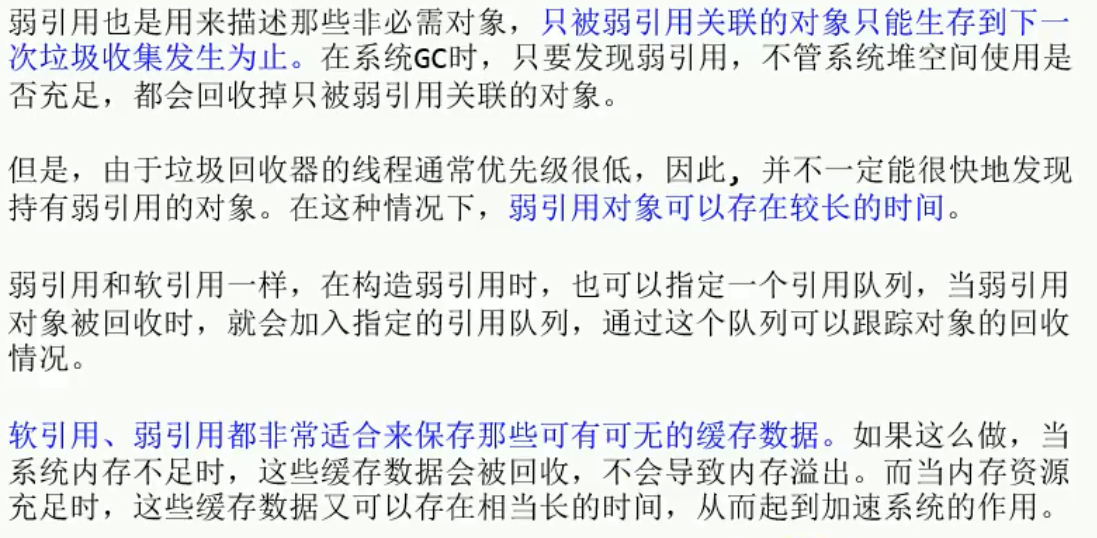 弱引用也是用来描述那些非必需对象，只被弱引用关联的对象只能生存到下一
次垃圾收集发生为止。在系统GC时，只要发现弱引用，不管系统堆空间使用是
否充足，都会回收掉只被弱引用关联的对象。
但是，由于垃圾回收器的线程通常优先级很低，因此，并不一定能很快地发现
持有弱引用的对象。在这种情况下，弱引用对象可以存在较长的时间。
弱引用和软引用一样，在构造弱引用时，也可以指定一个引用队列，当弱引用
对象被回收时，就会加入指定的引用队列，通过这个队列可以跟踪对象的回收
情况。
软引用、弱引用都非常适合来保存那些可有可无的缓存数据。如果这么做，当
系统内存不足时，这些缓存数据会被回收，不会导致内存溢出。而当内存资源
充足时，这些缓存数据又可以存在相当长的时间，从而起到加速系统的作用。